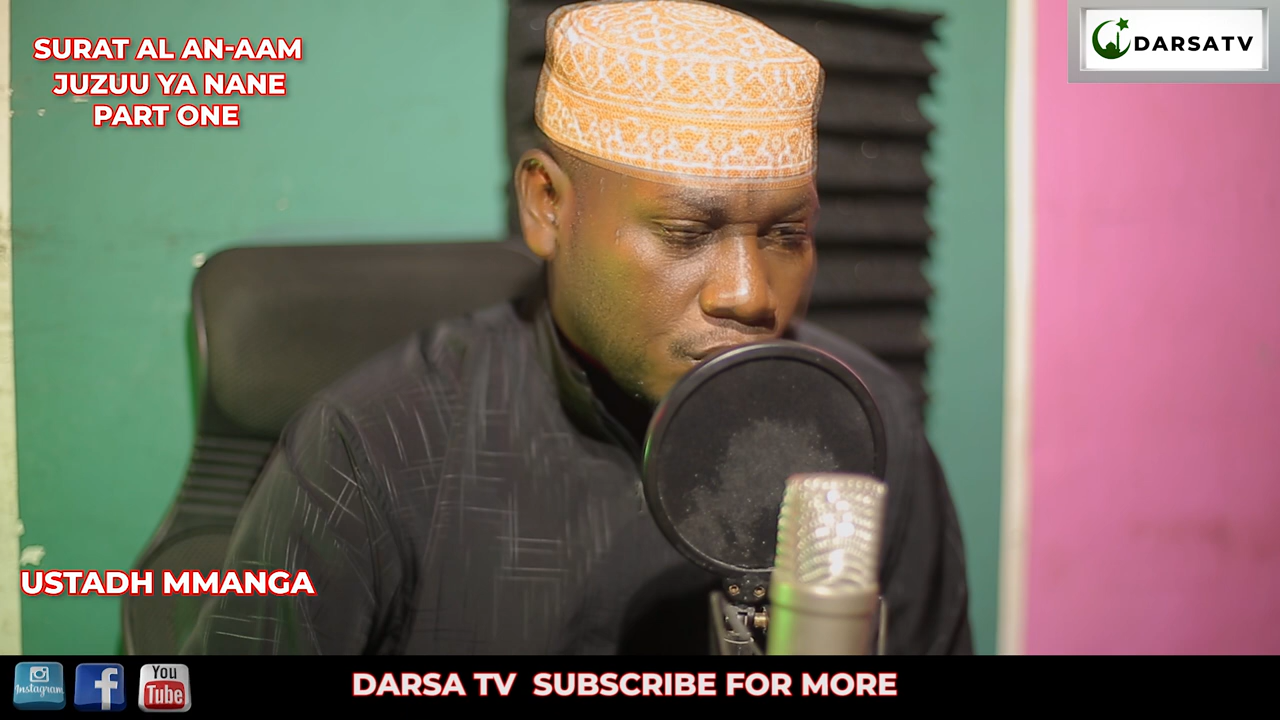 SURAT AL AN-AAM
JUZUU YA NANE
PART ONE
DARSATV
USTADH MMANGA
Instagram
You
Tube
DARSA TV SUBSCRIBE FOR MORE